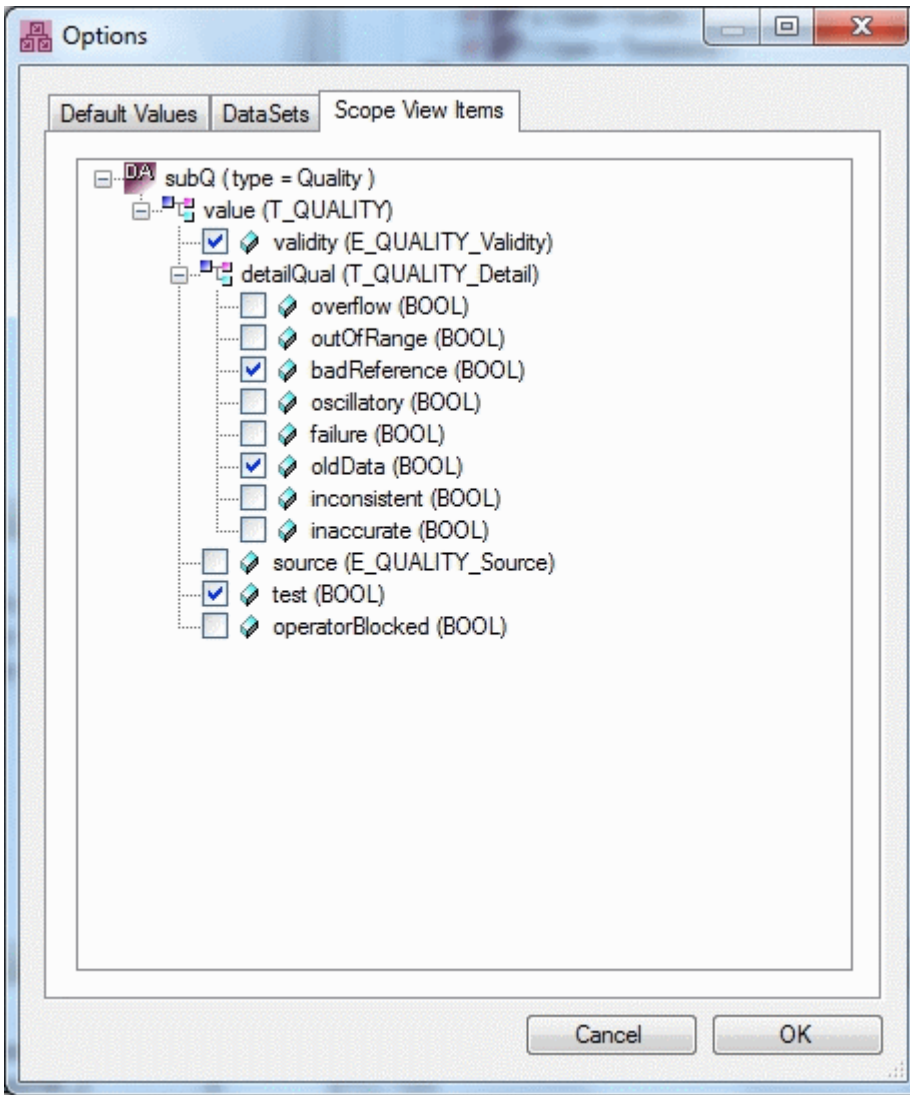 Options
Default Values DataSets Scope View Items
DA subQ ( type = Quality )
value (T_QUALITY)
validity (E_QUALITY_Validity)
detailQual (T_QUALITY_Detail)
overflow (BOOL)
outOfRange (BOOL)
badReference (BOOL)
oscillatory (BOOL)
failure (BOOL)
oldData (BOOL)
inconsistent (BOOL)
inaccurate (BOOL)
source (E_QUALITY_Source)
test (BOOL)
operatorBlocked (BOOL)
Cancel OK